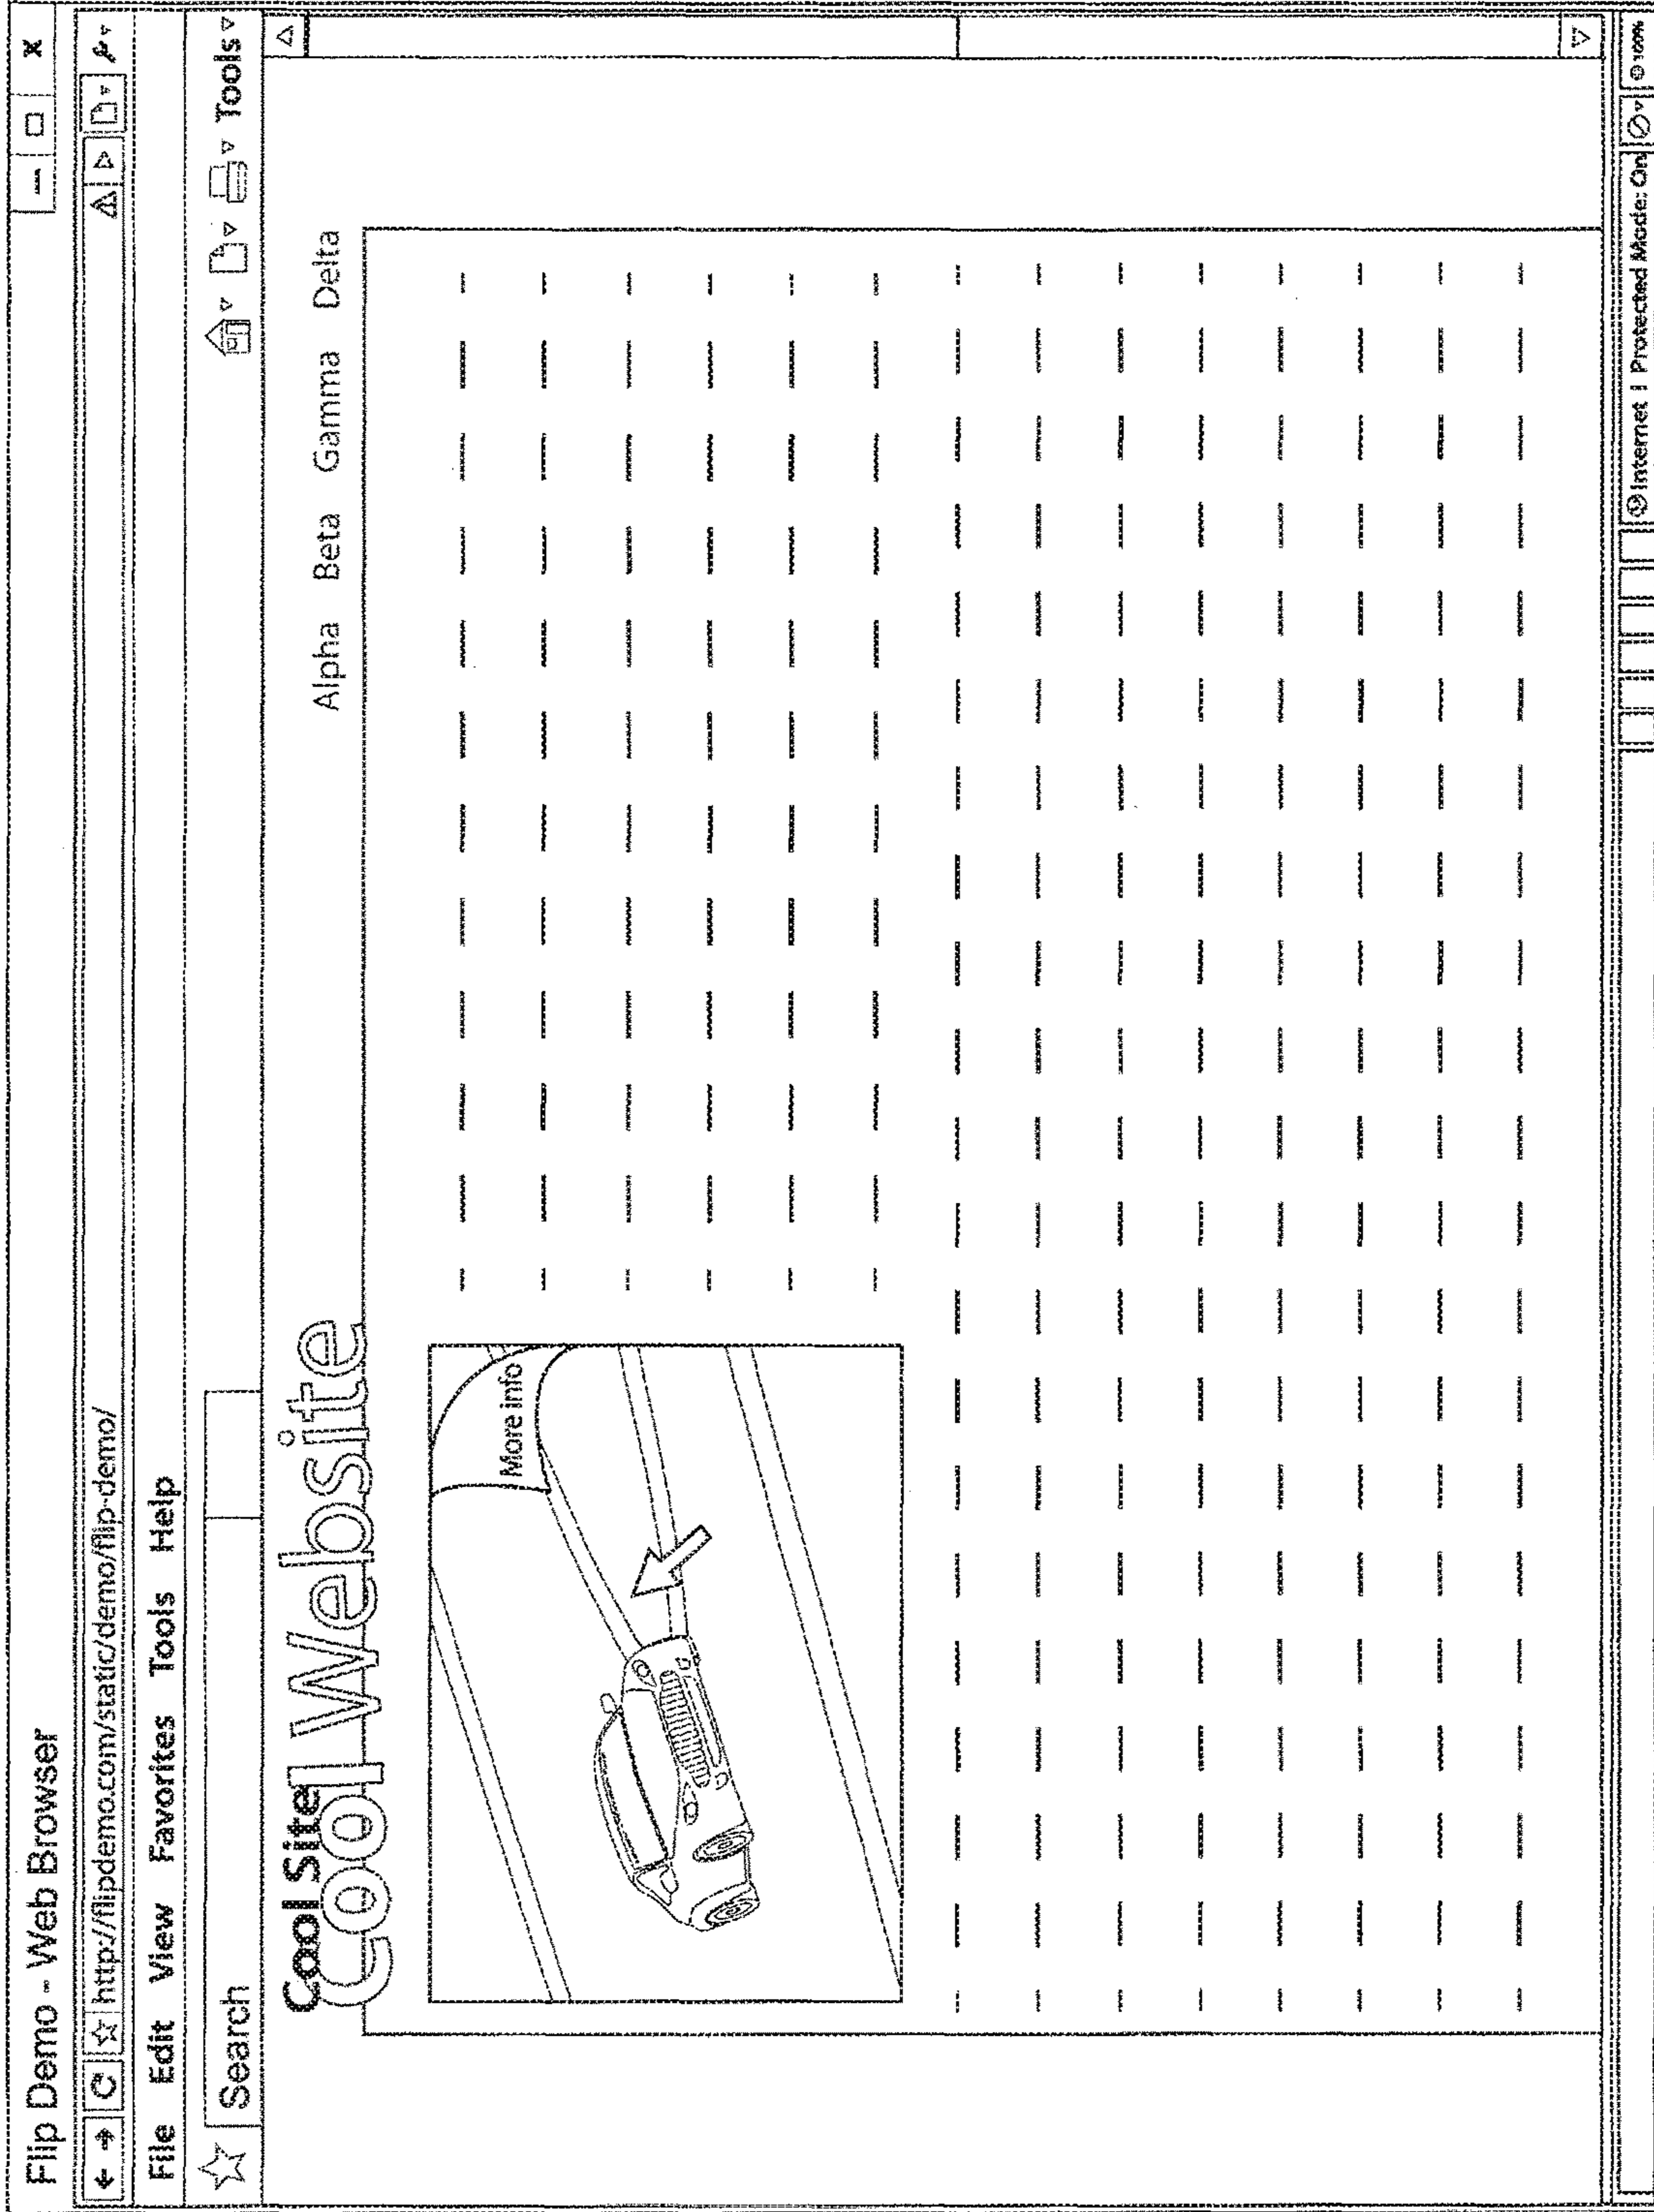 Flip Demo - Web Browser
http://flipdemo.com/static/demo/flip-demo/
File Edit View Favorites Tools Help
Search
Tools
Cool Site
Cool Website
Alpha Beta Gamma Delta
More info
Internet | Protected Mode: On
100%